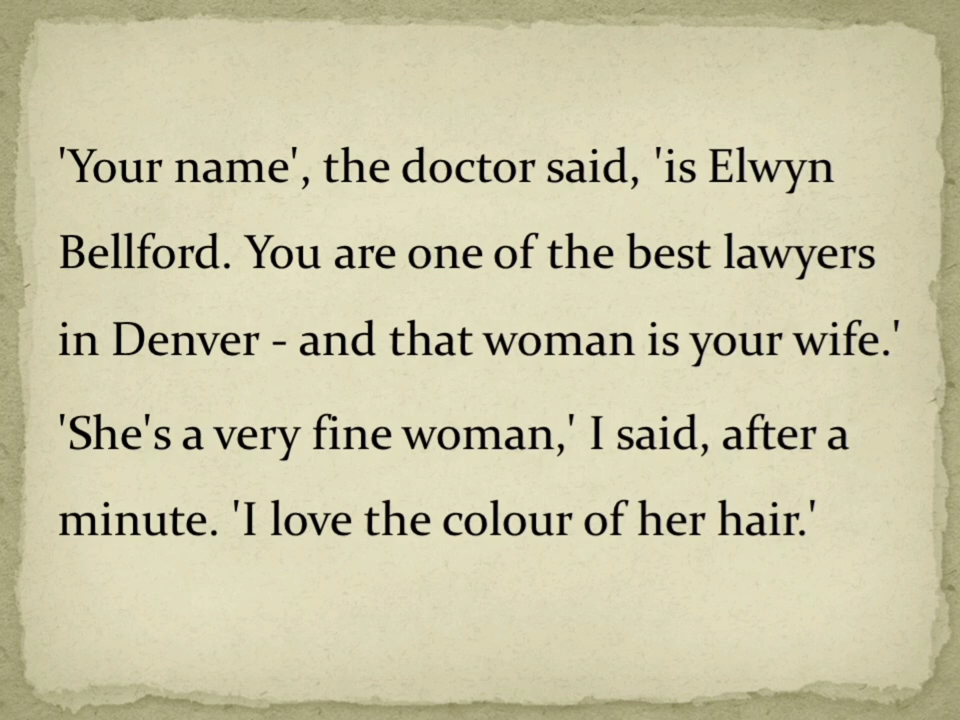 'Your name', the doctor said, 'is Elwyn
Bellford. You are one of the best lawyers
in Denver - and that woman is your wife.'
'She's a very fine woman,' I said, after a
minute. 'I love the colour of her hair.'